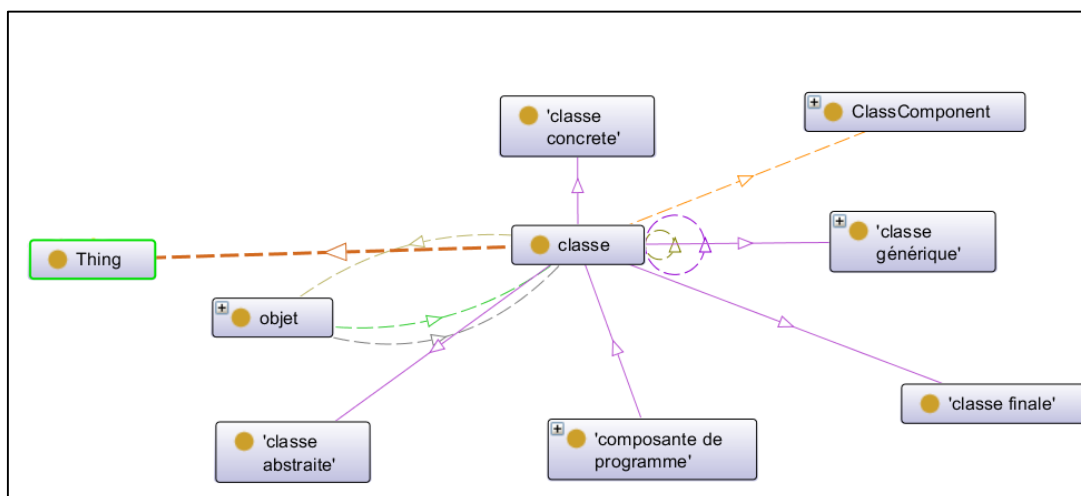 'classe
concrete'
ClassComponent
classe
'classe
générique'
Thing
objet
'classe finale'
'classe
abstraite'
'composante de
programme'